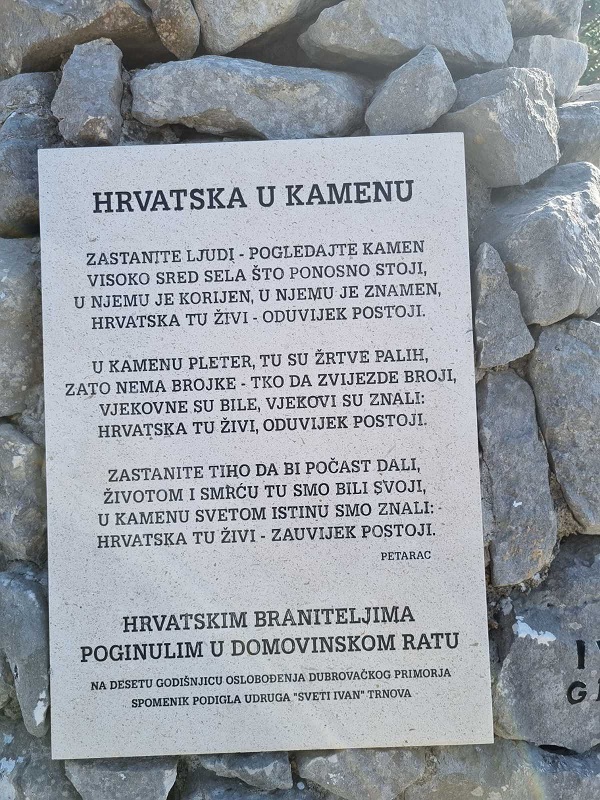 HRVATSKA U KAMENU
ZASTANITE LJUDI - POGLEDAJTE KAMEN
VISOKO SRED SELA ŠTO PONOSNO STOJI,
U NJEMU JE KORIJEN, U NJEMU JE ZNAMEN,
HRVATSKA TU ŽIVI - ODUVIJEK POSTOJI.
U KAMENU PLETER, TU SU ŽRTVE PALIH,
ZATO NEMA BROJKE - TKO DA ZVIJEZDE BROJI,
VJEKOVNE SU BILE, VJEKOVI SU ZNALI:
HRVATSKA TU ŽIVI, ODUVIJEK POSTOJI.
ZASTANITE TIHO DA BI POČAST DALI,
ŽIVOTOM I SMRĆU TU SMO BILI SVOJI,
U KAMENU SVETOM ISTINU SMO ZNALI:
HRVATSKA TU ŽIVI - ZAUVIJEK POSTOJI.
PETARAC
HRVATSKIM BRANITELJIMA
POGINULIM U DOMOVINSKOM RATU
NA DESETU GODIŠNJICU OSLOBOĐENJA DUBROVAČKOG PRIMORJA
SPOMENIK PODIGLA UDRUGA "SVETI IVAN" TRNOVA